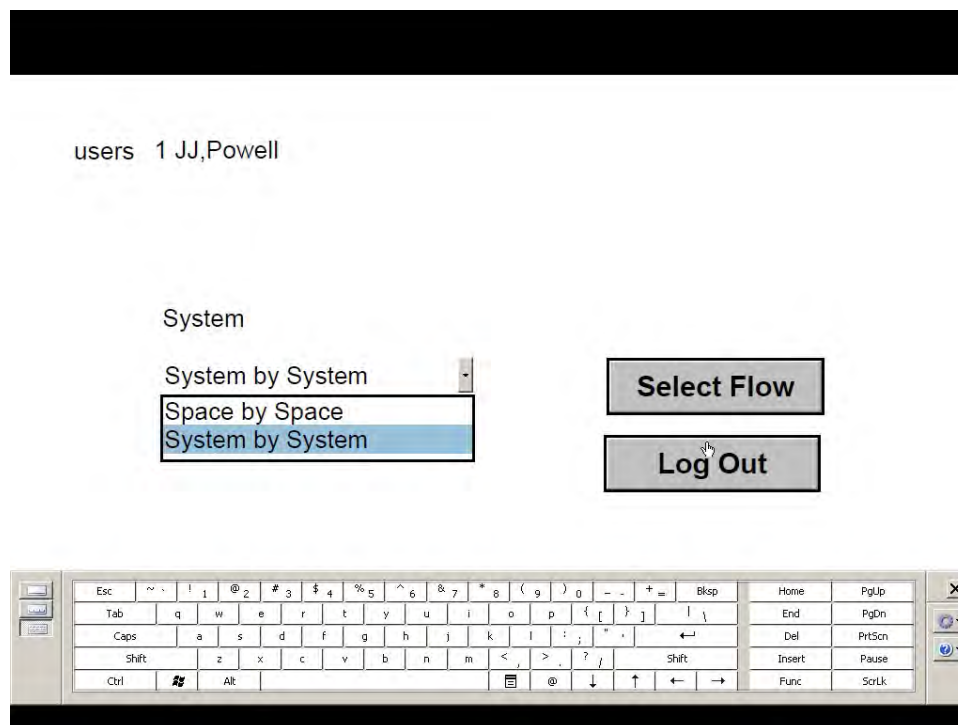 users 1 JJ,Powell
System
System by System
Space by Space
System by System
Select Flow
Log Out
Esc ~ ` ! 1 @ 2 # 3 $ 4 % 5 ^ 6 & 7 * 8 ( 9 ) 0 _ - + = Bksp Home PgUp
Tab q w e r t y u i o p { [ } ] | \ End PgDn
Caps a s d f g h j k l : ; " ' Del PrtScn
Shift z x c v b n m < , > . ? / Shift Insert Pause
Ctrl Alt @ ↓ ↑ ← → Func ScrLk